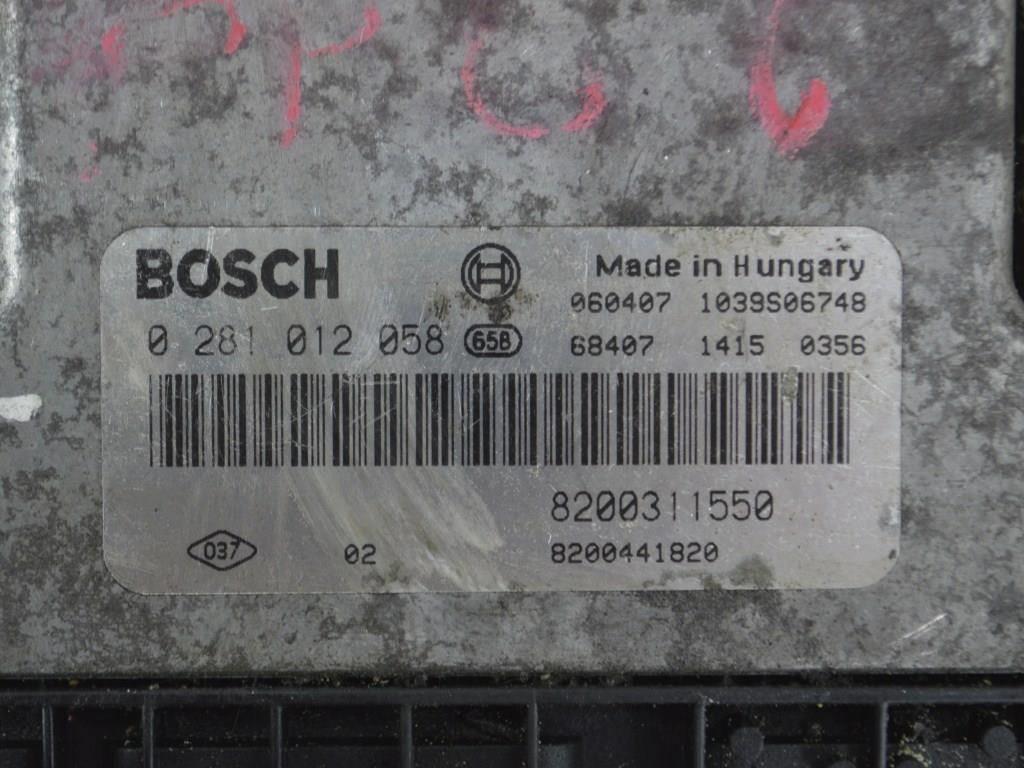 BOSCH
Made in Hungary
060407 1039S06748
0 281 012 058 65B
68407 1415 0356
8200311550
037 02 8200441820